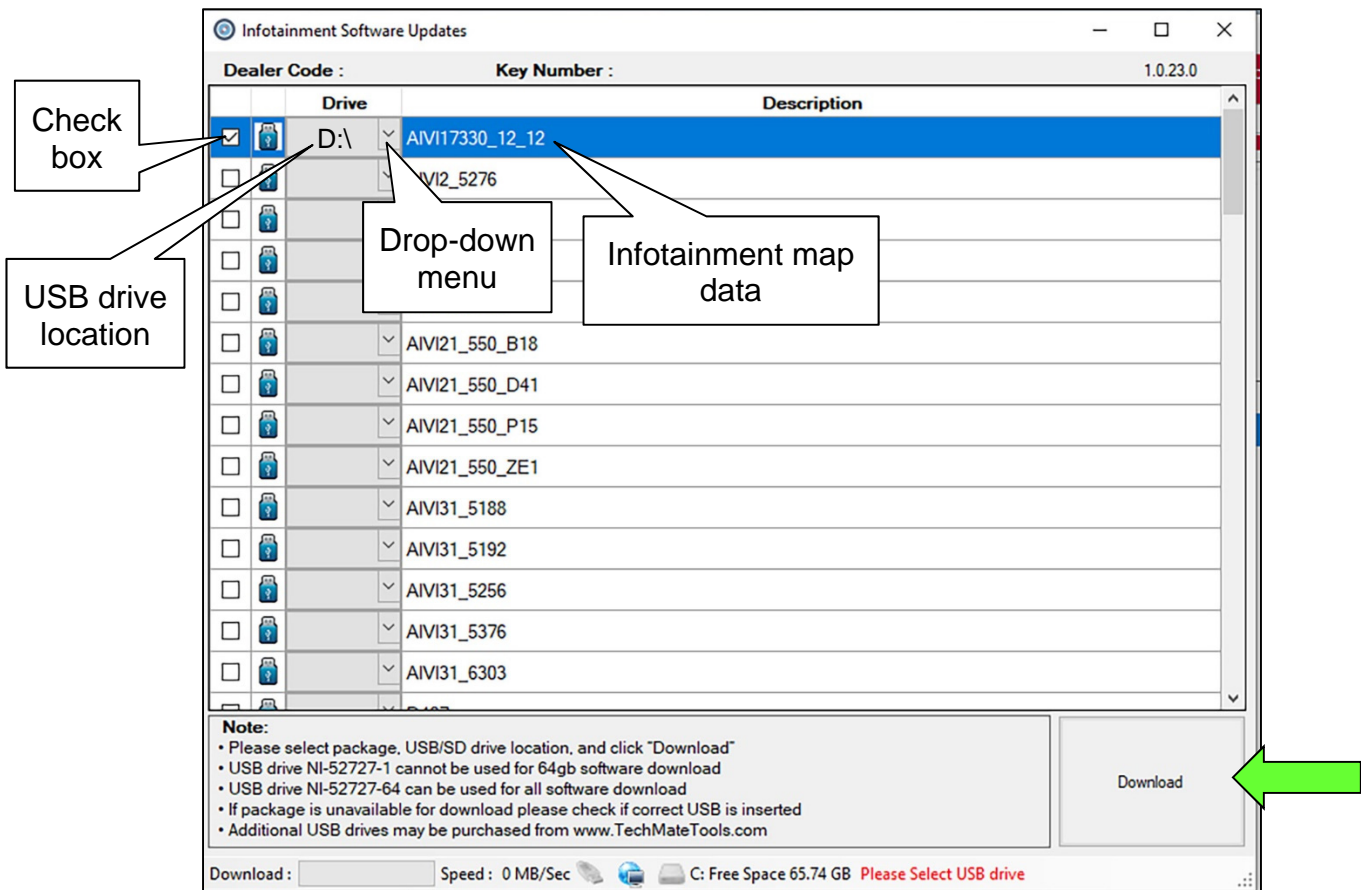 Infotainment Software Updates
Dealer Code : Key Number : 1.0.23.0
Drive Description
Check
box
D:\ AIVI17330_12_12
AIVI2_5276
Drop-down
menu
Infotainment map
data
USB drive
location
AIVI21_550_B18
AIVI21_550_D41
AIVI21_550_P15
AIVI21_550_ZE1
AIVI31_5188
AIVI31_5192
AIVI31_5256
AIVI31_5376
AIVI31_6303
Note:
• Please select package, USB/SD drive location, and click "Download"
• USB drive NI-52727-1 cannot be used for 64gb software download
• USB drive NI-52727-64 can be used for all software download
• If package is unavailable for download please check if correct USB is inserted
• Additional USB drives may be purchased from www.TechMateTools.com
Download
Download : Speed : 0 MB/Sec C: Free Space 65.74 GB Please Select USB drive